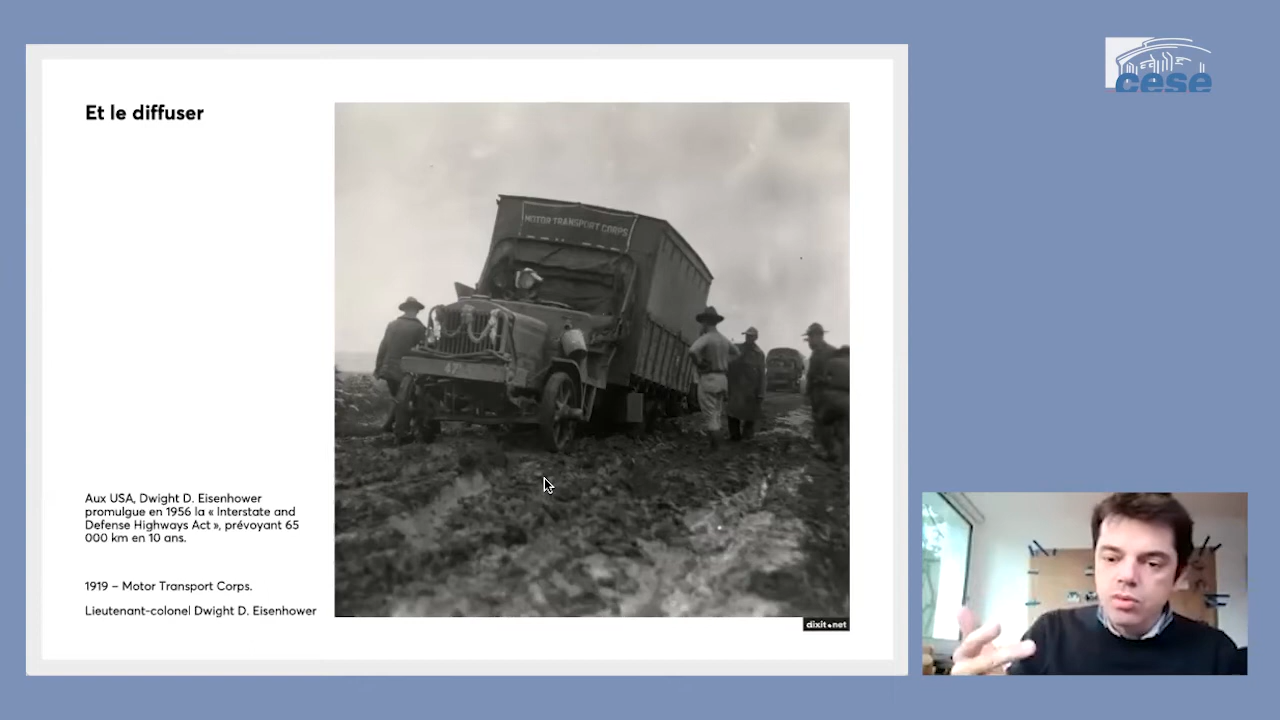 cese
Et le diffuser
MOTOR TRANSPORT CORPS
Aux USA, Dwight D. Eisenhower
promulgue en 1956 la « Interstate and
Defense Highways Act », prévoyant 65
000 km en 10 ans.
1919 – Motor Transport Corps.
Lieutenant-colonel Dwight D. Eisenhower
dixit.net